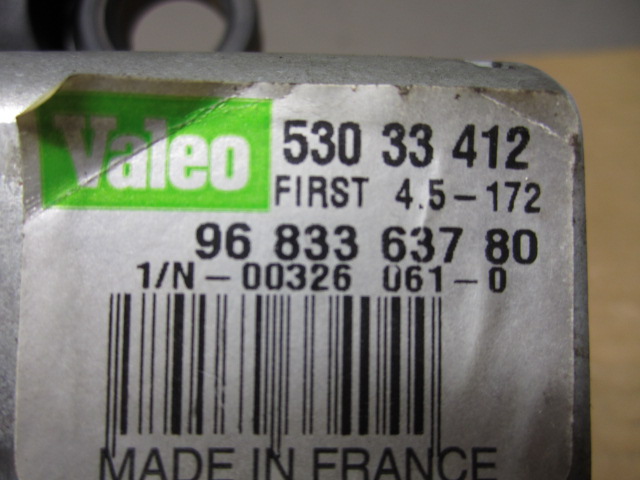 Valeo 530 33 412
FIRST 4.5-172
96 833 637 80
1/N-00326 061-0
MADE IN FRANCE